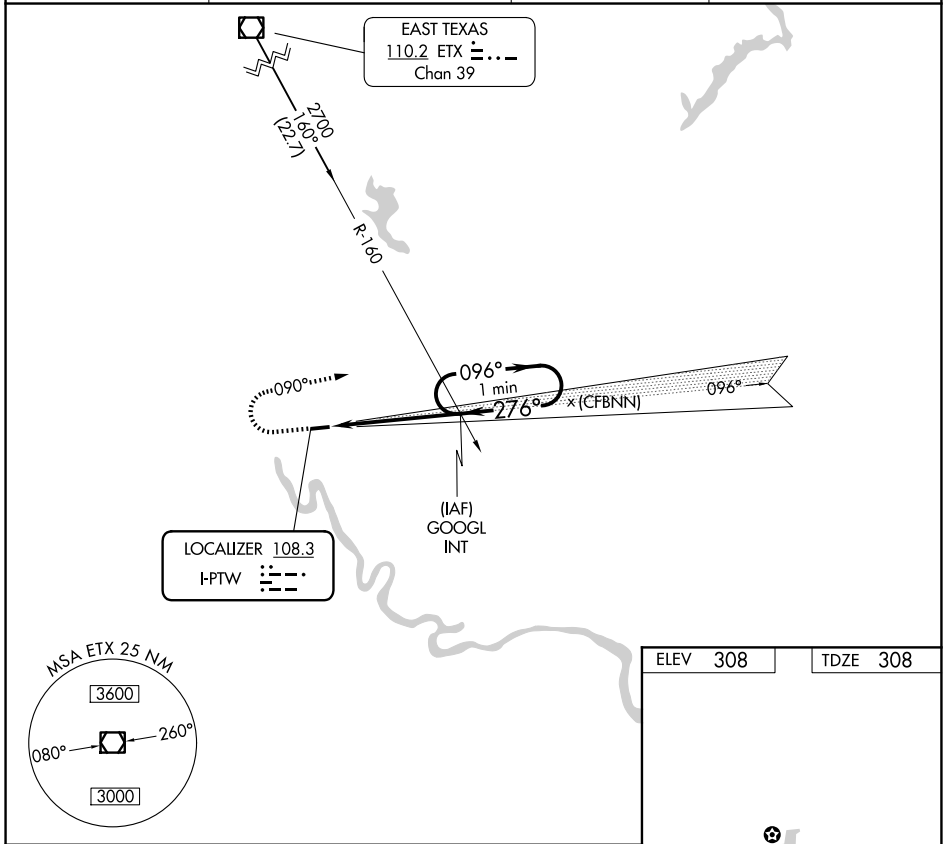 EAST TEXAS
110.2 ETX
Chan 39
2700
160°
(22.7)
R-160
090°
096°
1 min
276°
(CFBNN)
096°
(IAF)
GOOGL
INT
LOCALIZER 108.3
I-PTW
MSA ETX 25 NM
3600
080°
260°
3000
ELEV 308
TDZE 308